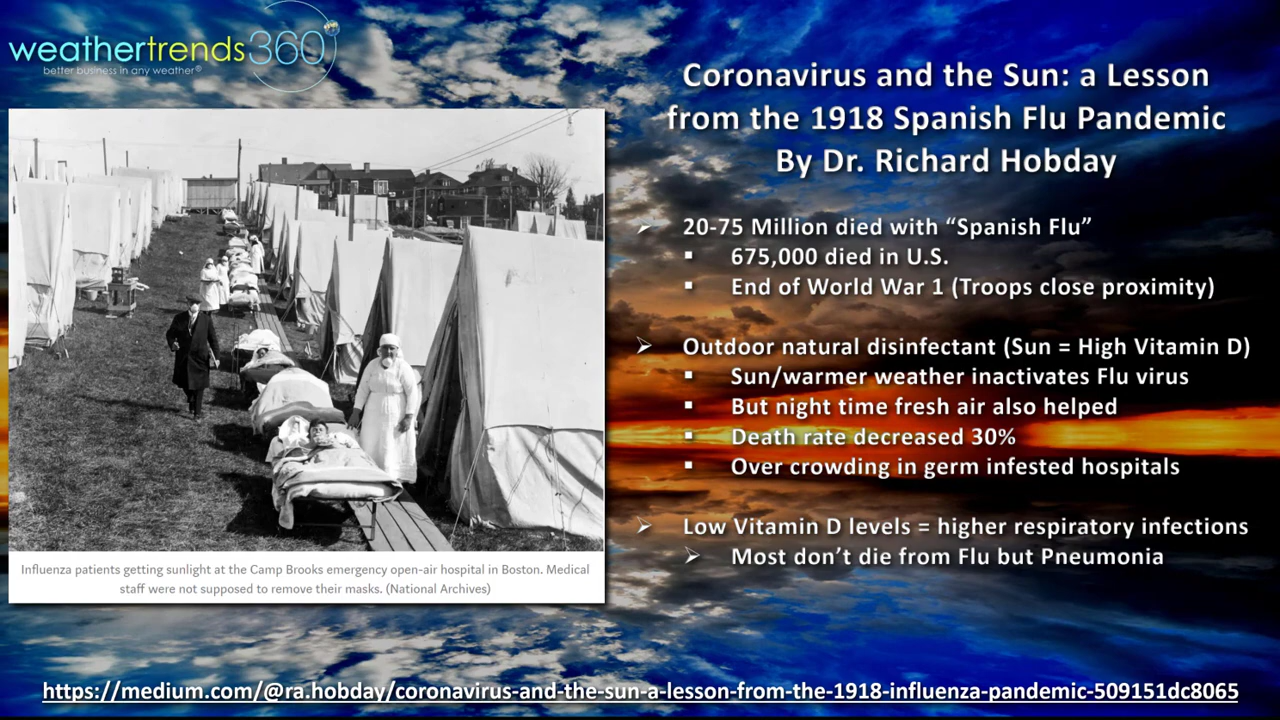 weathertrends360°
better business in any weather®
Coronavirus and the Sun: a Lesson
from the 1918 Spanish Flu Pandemic
By Dr. Richard Hobday
20-75 Million died with “Spanish Flu”
675,000 died in U.S.
End of World War 1 (Troops close proximity)
Outdoor natural disinfectant (Sun = High Vitamin D)
Sun/warmer weather inactivates Flu virus
But night time fresh air also helped
Death rate decreased 30%
Over crowding in germ infested hospitals
Low Vitamin D levels = higher respiratory infections
Most don’t die from Flu but Pneumonia
Influenza patients getting sunlight at the Camp Brooks emergency open-air hospital in Boston. Medical
staff were not supposed to remove their masks. (National Archives)
https://medium.com/@ra.hobday/coronavirus-and-the-sun-a-lesson-from-the-1918-influenza-pandemic-509151dc8065